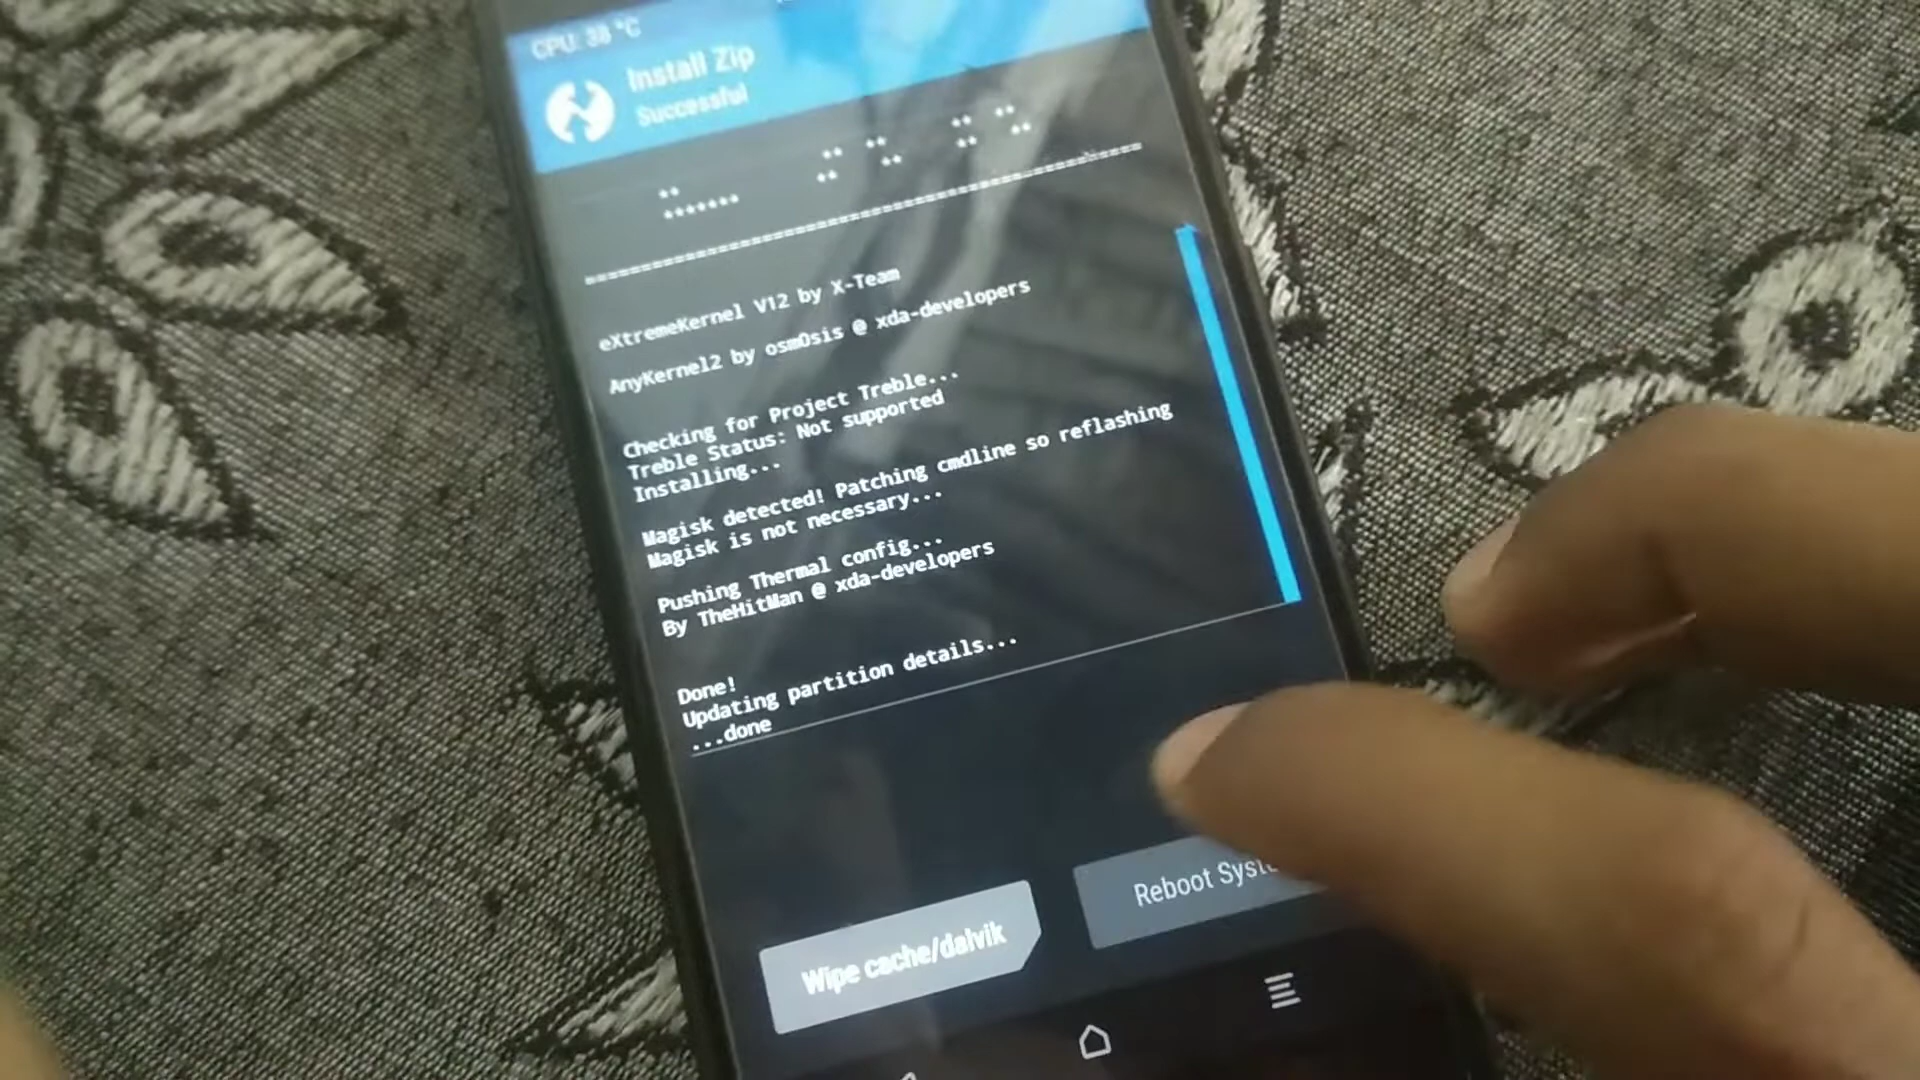 CPU: 38 °C
Install Zip
Successful
eXtremeKernel V12 by X-Team
AnyKernel2 by osm0sis @ xda-developers
Checking for Project Treble...
Treble Status: Not supported
Installing...
Magisk detected! Patching cmdline so reflashing
Magisk is not necessary...
Pushing Thermal config...
By TheHitMan @ xda-developers
Done!
Updating partition details...
...done
Wipe cache/dalvik
Reboot Syste